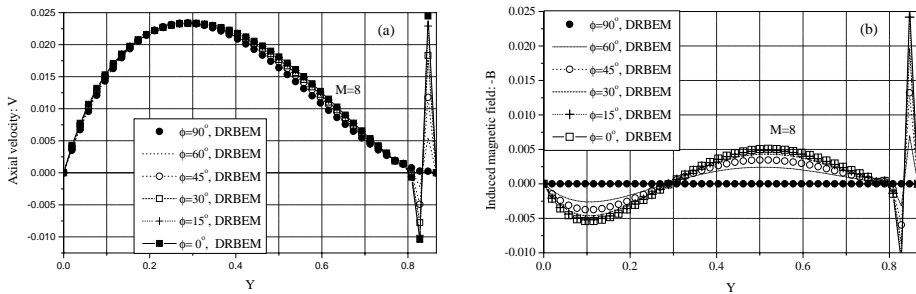 0.025
0.020
0.015
0.010
0.005
0.000
-0.005
-0.010
Axial velocity: V
(a)
M=8
ϕ=90°, DRBEM
ϕ=60°, DRBEM
ϕ=45°, DRBEM
ϕ=30°, DRBEM
ϕ=15°, DRBEM
ϕ= 0°, DRBEM
0.0 0.2 0.4 0.6 0.8
Y
0.025
0.020
0.015
0.010
0.005
0.000
-0.005
-0.010
Induced magnetic field: -B
(b)
ϕ=90°, DRBEM
ϕ=60°, DRBEM
ϕ=45°, DRBEM
ϕ=30°, DRBEM
ϕ=15°, DRBEM
ϕ= 0°, DRBEM
M=8
0.0 0.2 0.4 0.6 0.8
Y